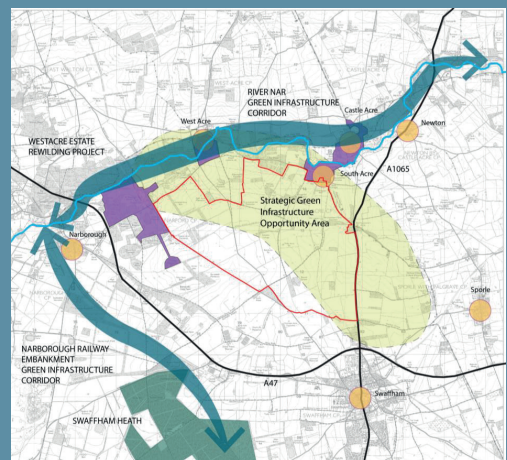 RIVER NAR
GREEN INFRASTRUCTURE
CORRIDOR
Castle Acre
West Acre
Newton
WESTACRE ESTATE
REWILDING PROJECT
A1065
South Acre
Strategic Green
Infrastructure
Opportunity Area
Narborough
Sporle
NARBOROUGH RAILWAY
EMBANKMENT
GREEN INFRASTRUCTURE
CORRIDOR
A47
Swaffham
SWAFFHAM HEATH